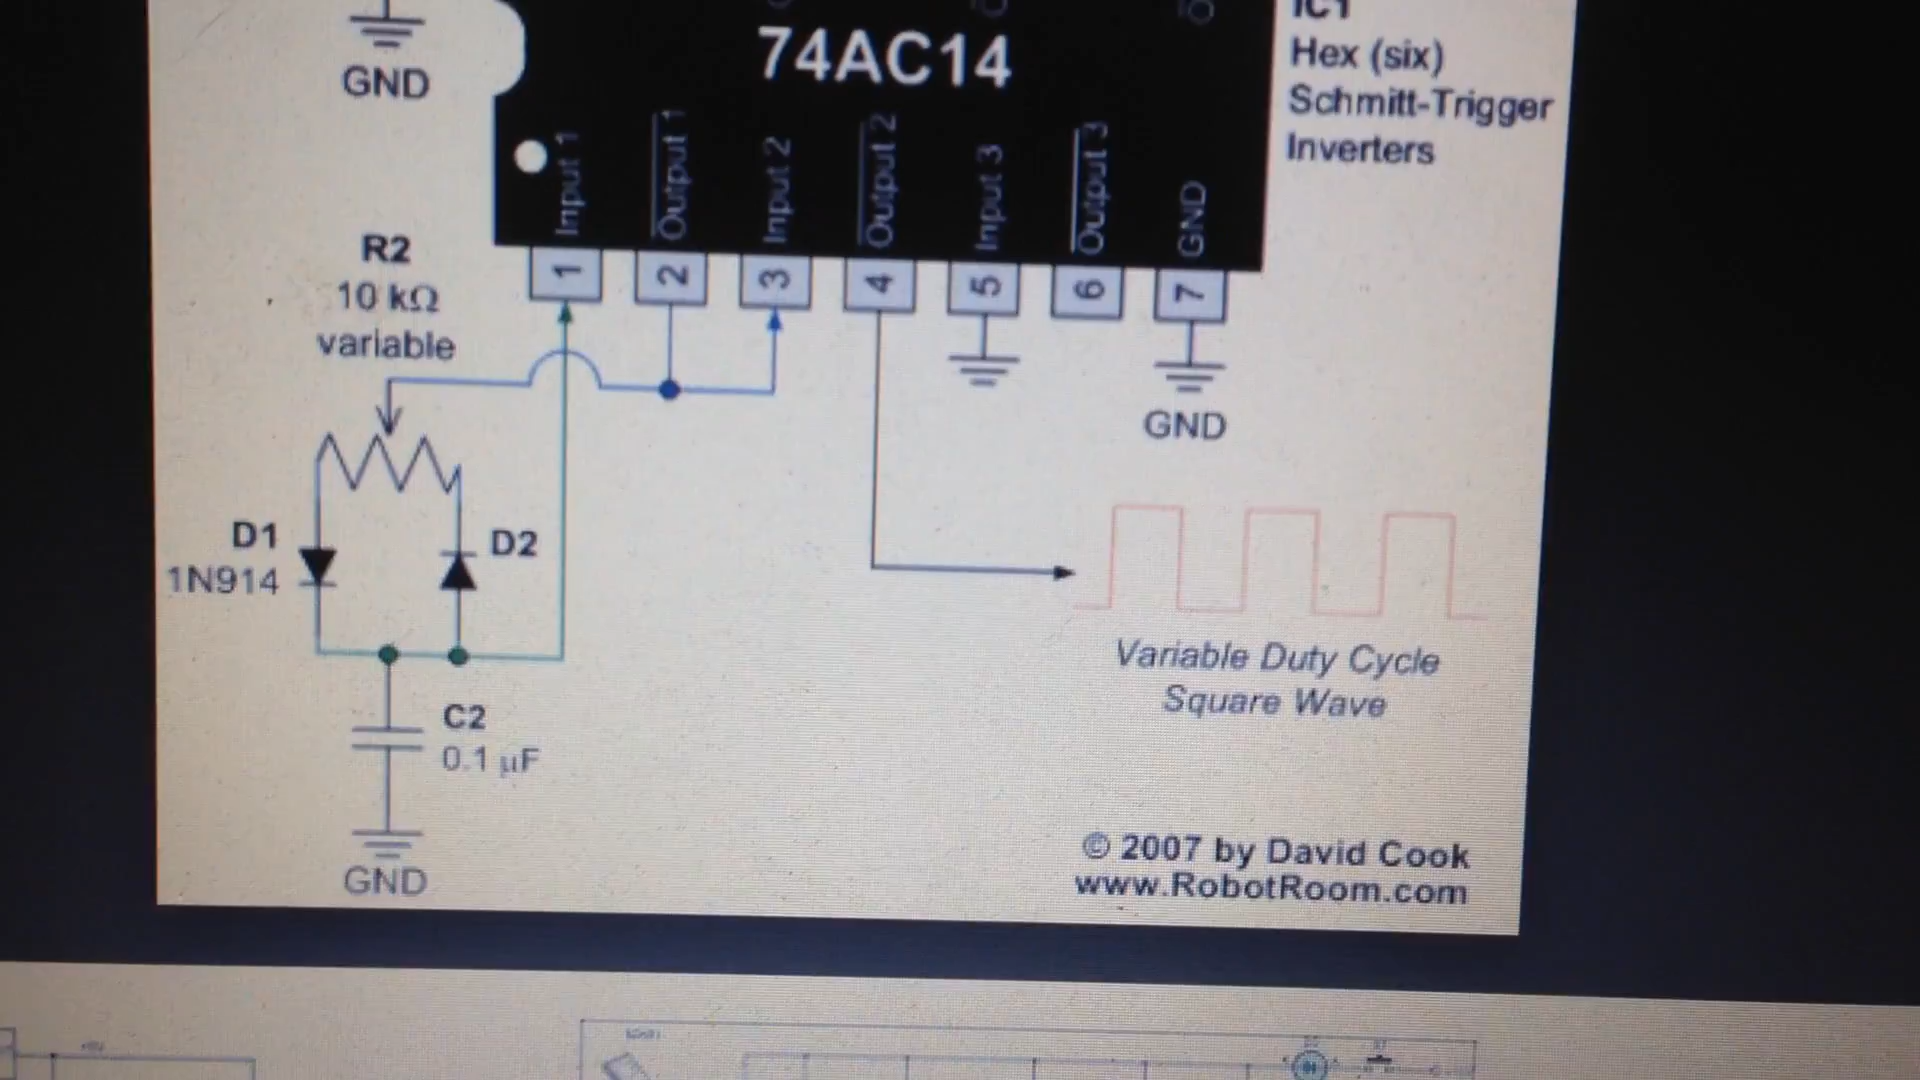 IC1
Hex (six)
Schmitt-Trigger
Inverters
GND
74AC14
Input 1
Output 1
Input 2
Output 2
Input 3
Output 3
GND
1
2
3
4
5
6
7
R2
10 kΩ
variable
GND
D1
1N914
D2
C2
0.1 µF
GND
Variable Duty Cycle
Square Wave
© 2007 by David Cook
www.RobotRoom.com